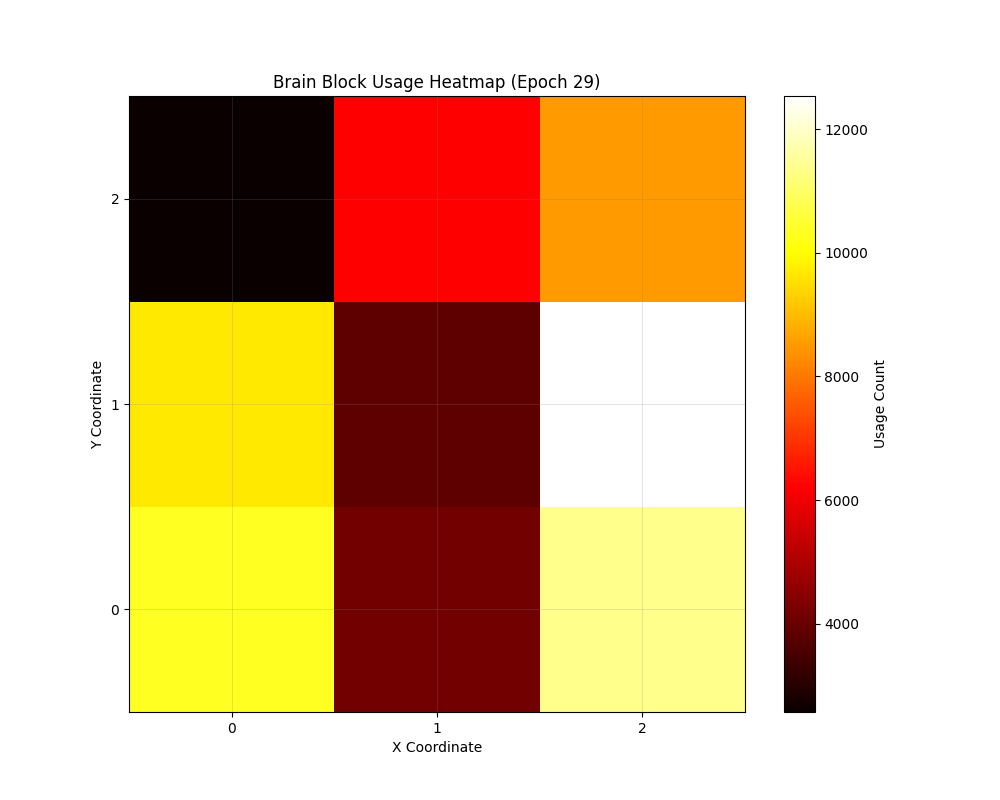 Brain Block Usage Heatmap (Epoch 29)
2
1
0
Y Coordinate
0 1 2
X Coordinate
12000
10000
8000
6000
4000
Usage Count